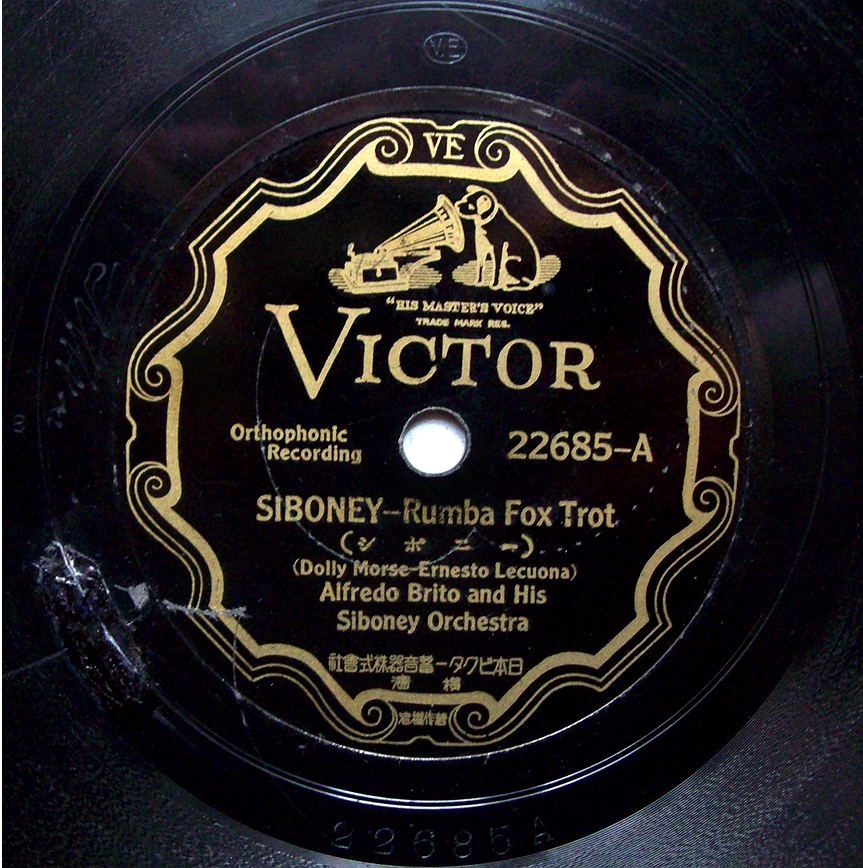 VE
VE
"HIS MASTER'S VOICE"
TRADE MARK REG.
VICTOR
Orthophonic
Recording
22685-A
SIBONEY-Rumba Fox Trot
(シボニー)
(Dolly Morse-Ernesto Lecuona)
Alfredo Brito and His
Siboney Orchestra
日本ビクター蓄音器株式會社
横濱
22685A